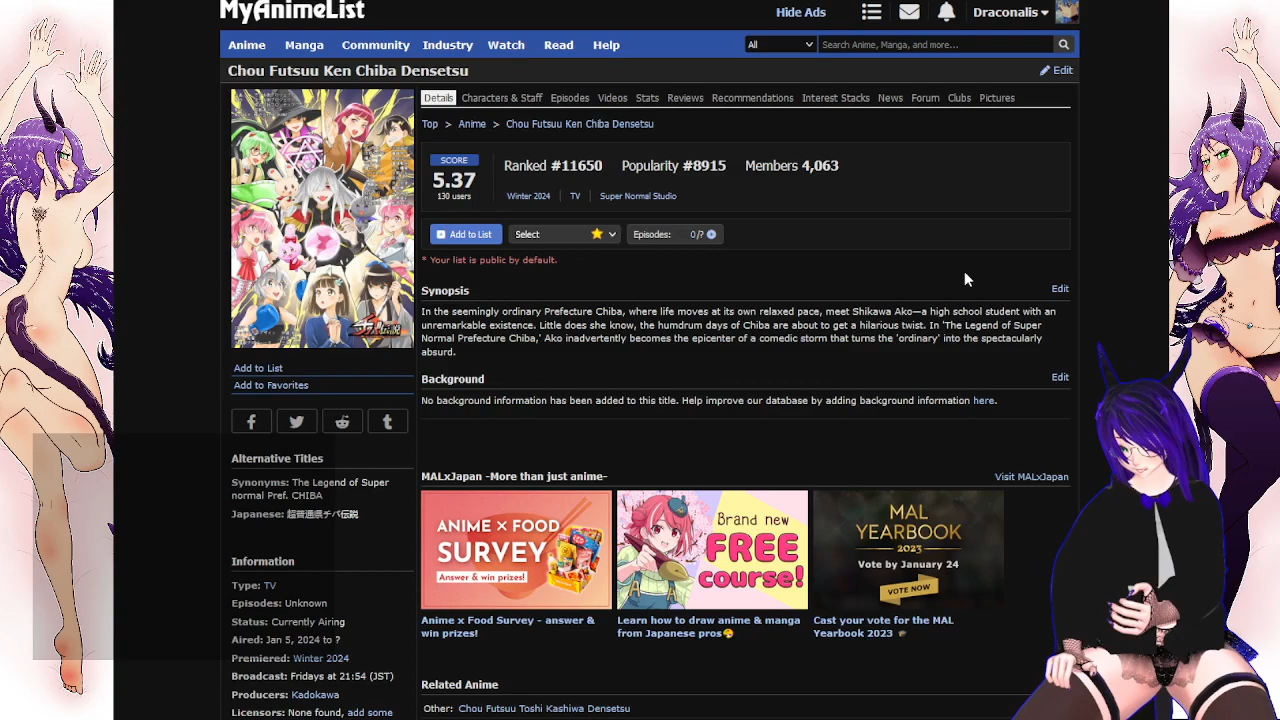 MyAnimeList
Hide Ads
Draconalis
Anime Manga Community Industry Watch Read Help
All
Search Anime, Manga, and more...
Chou Futsuu Ken Chiba Densetsu
Edit
Details Characters & Staff Episodes Videos Stats Reviews Recommendations Interest Stacks News Forum Clubs Pictures
Top > Anime > Chou Futsuu Ken Chiba Densetsu
SCORE
5.37
130 users
Ranked #11650 Popularity #8915 Members 4,063
Winter 2024 TV Super Normal Studio
Add to List
Select
Episodes: 0/?
* Your list is public by default.
Synopsis
Edit
In the seemingly ordinary Prefecture Chiba, where life moves at its own relaxed pace, meet Shikawa Ako—a high school student with an
unremarkable existence. Little does she know, the humdrum days of Chiba are about to get a hilarious twist. In 'The Legend of Super
Normal Prefecture Chiba,' Ako inadvertently becomes the epicenter of a comedic storm that turns the 'ordinary' into the spectacularly
absurd.
Background
Edit
No background information has been added to this title. Help improve our database by adding background information here.
Add to List
Add to Favorites
Alternative Titles
Synonyms: The Legend of Super
normal Pref. CHIBA
Japanese: 超普通県チバ伝説
Information
Type: TV
Episodes: Unknown
Status: Currently Airing
Aired: Jan 5, 2024 to ?
Premiered: Winter 2024
Broadcast: Fridays at 21:54 (JST)
Producers: Kadokawa
Licensors: None found, add some
MALxJapan -More than just anime-
Visit MALxJapan
ANIME × FOOD
SURVEY
Answer & win prizes!
Brand new
FREE
course!
MAL
YEARBOOK
2023
Vote by January 24
VOTE NOW
Anime x Food Survey - answer &
win prizes!
Learn how to draw anime & manga
from Japanese pros
Cast your vote for the MAL
Yearbook 2023
Related Anime
Other: Chou Futsuu Toshi Kashiwa Densetsu